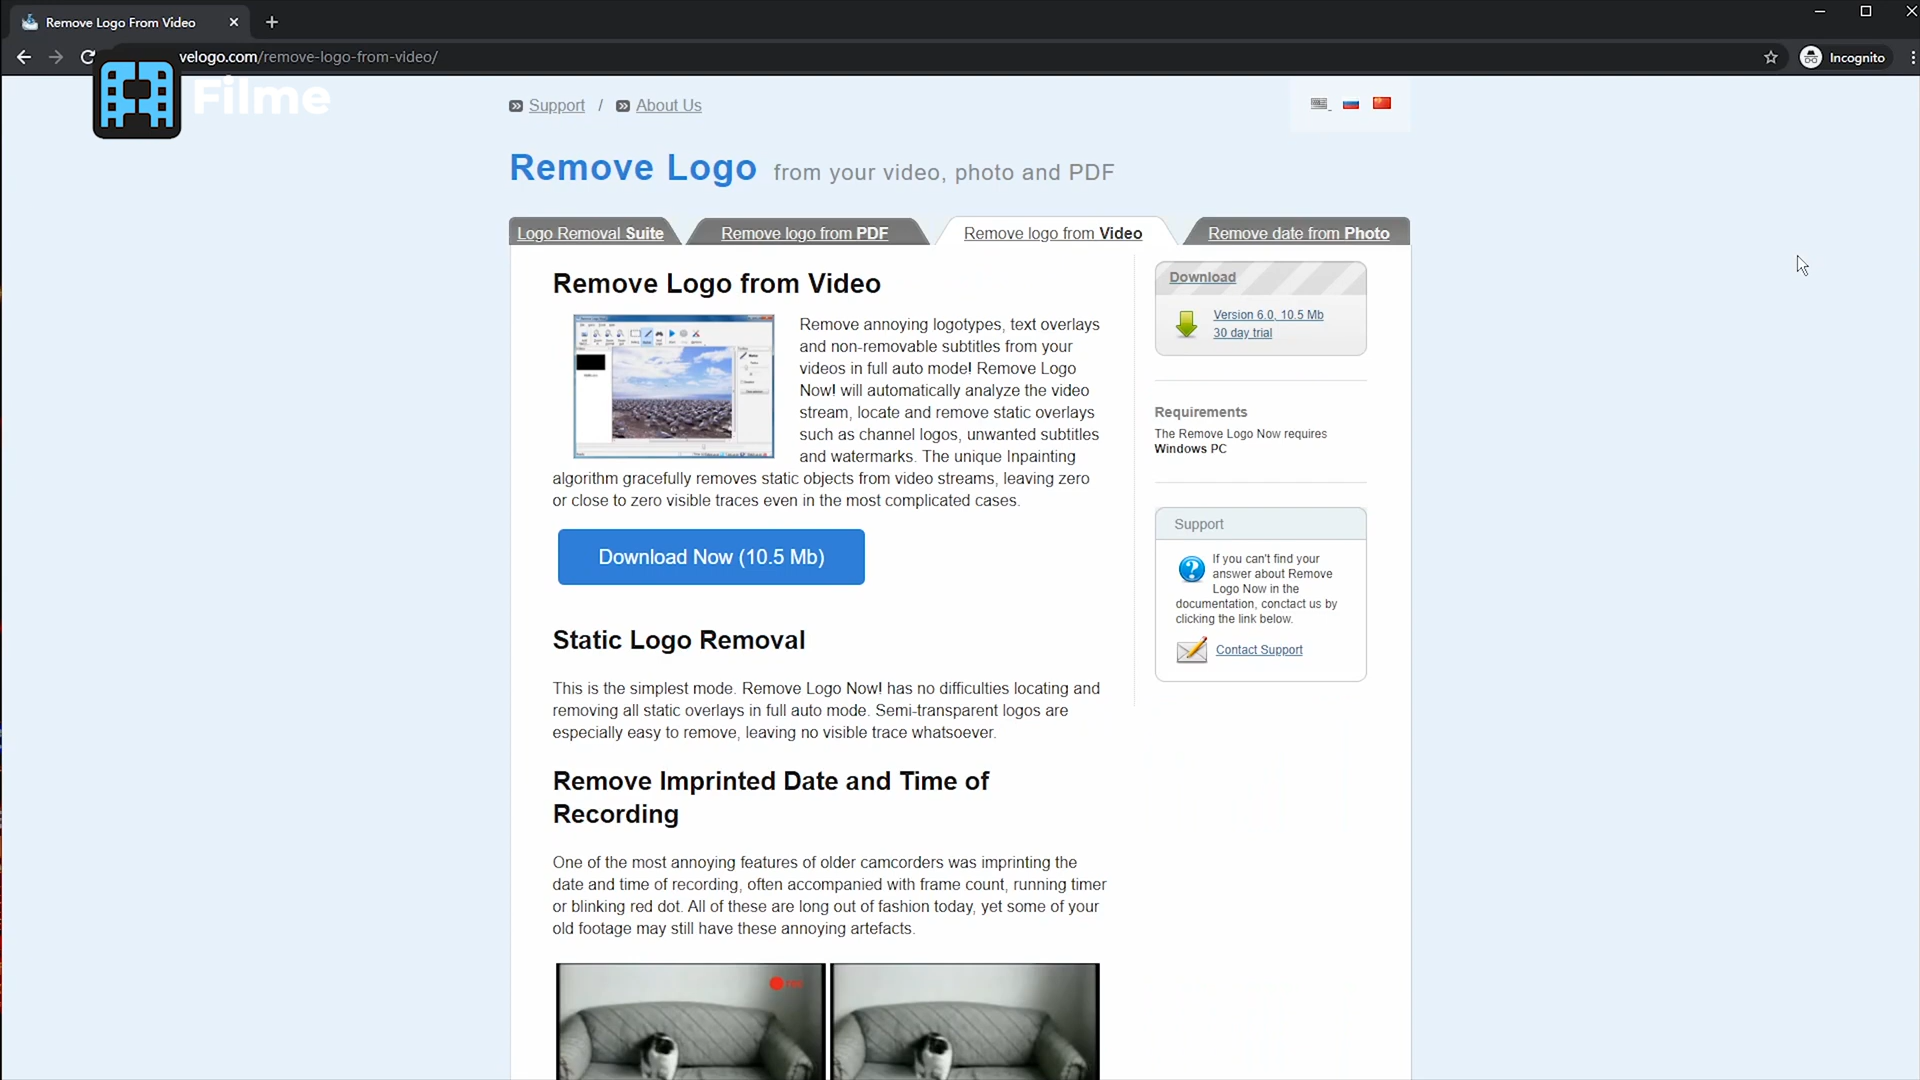 Remove Logo From Video
velogo.com/remove-logo-from-video/
Incognito
Filme
Support / About Us
Remove Logo from your video, photo and PDF
Logo Removal Suite
Remove logo from PDF
Remove logo from Video
Remove date from Photo
Remove Logo from Video
Remove annoying logotypes, text overlays
and non-removable subtitles from your
videos in full auto mode! Remove Logo
Now! will automatically analyze the video
stream, locate and remove static overlays
such as channel logos, unwanted subtitles
and watermarks. The unique Inpainting
algorithm gracefully removes static objects from video streams, leaving zero
or close to zero visible traces even in the most complicated cases.
Download Now (10.5 Mb)
Static Logo Removal
This is the simplest mode. Remove Logo Now! has no difficulties locating and
removing all static overlays in full auto mode. Semi-transparent logos are
especially easy to remove, leaving no visible trace whatsoever.
Remove Imprinted Date and Time of
Recording
One of the most annoying features of older camcorders was imprinting the
date and time of recording, often accompanied with frame count, running timer
or blinking red dot. All of these are long out of fashion today, yet some of your
old footage may still have these annoying artefacts.
Download
Version 6.0, 10.5 Mb
30 day trial
Requirements
The Remove Logo Now requires
Windows PC
Support
If you can't find your
answer about Remove
Logo Now in the
documentation, conctact us by
clicking the link below.
Contact Support